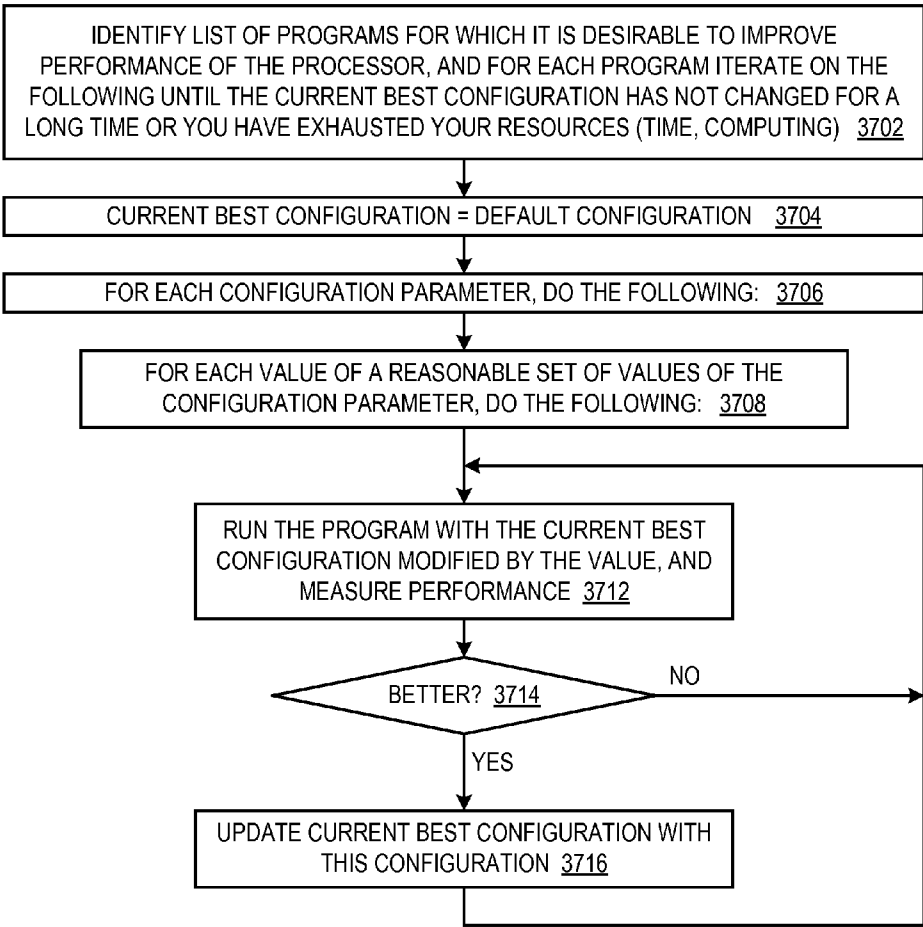 IDENTIFY LIST OF PROGRAMS FOR WHICH IT IS DESIRABLE TO IMPROVE
PERFORMANCE OF THE PROCESSOR, AND FOR EACH PROGRAM ITERATE ON THE
FOLLOWING UNTIL THE CURRENT BEST CONFIGURATION HAS NOT CHANGED FOR A
LONG TIME OR YOU HAVE EXHAUSTED YOUR RESOURCES (TIME, COMPUTING) 3702
CURRENT BEST CONFIGURATION = DEFAULT CONFIGURATION 3704
FOR EACH CONFIGURATION PARAMETER, DO THE FOLLOWING: 3706
FOR EACH VALUE OF A REASONABLE SET OF VALUES OF THE
CONFIGURATION PARAMETER, DO THE FOLLOWING: 3708
RUN THE PROGRAM WITH THE CURRENT BEST
CONFIGURATION MODIFIED BY THE VALUE, AND
MEASURE PERFORMANCE 3712
BETTER? 3714
NO
YES
UPDATE CURRENT BEST CONFIGURATION WITH
THIS CONFIGURATION 3716